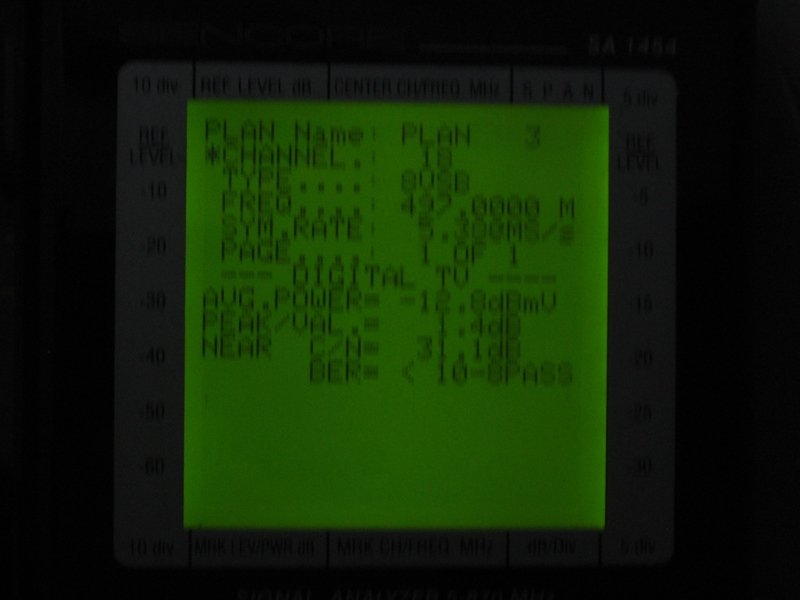 SENCORE
SA 1454
10 div REF LEVEL dB CENTER CH/FREQ MHz S P A N 5 div
REF LEVEL
-10
-20
-30
-40
-50
-60
10 div
PLAN Name: PLAN 3
*CHANNEL.: 18
TYPE....: 8VSB
FREQ....: 497.0000 M
SYM.RATE: 5.380MS/s
PAGE....: 1 OF 1
--- DIGITAL TV ----
AVG.POWER= -12.8dBmV
PEAK/VAL.= 1.4dB
NEAR C/N= 31.1dB
BER= < 10-8PASS
REF LEVEL
-5
-10
-15
-20
-25
-30
5 div
MRK LEV/PWR dB MRK CH/FREQ MHz dB/Div
SIGNAL ANALYZER